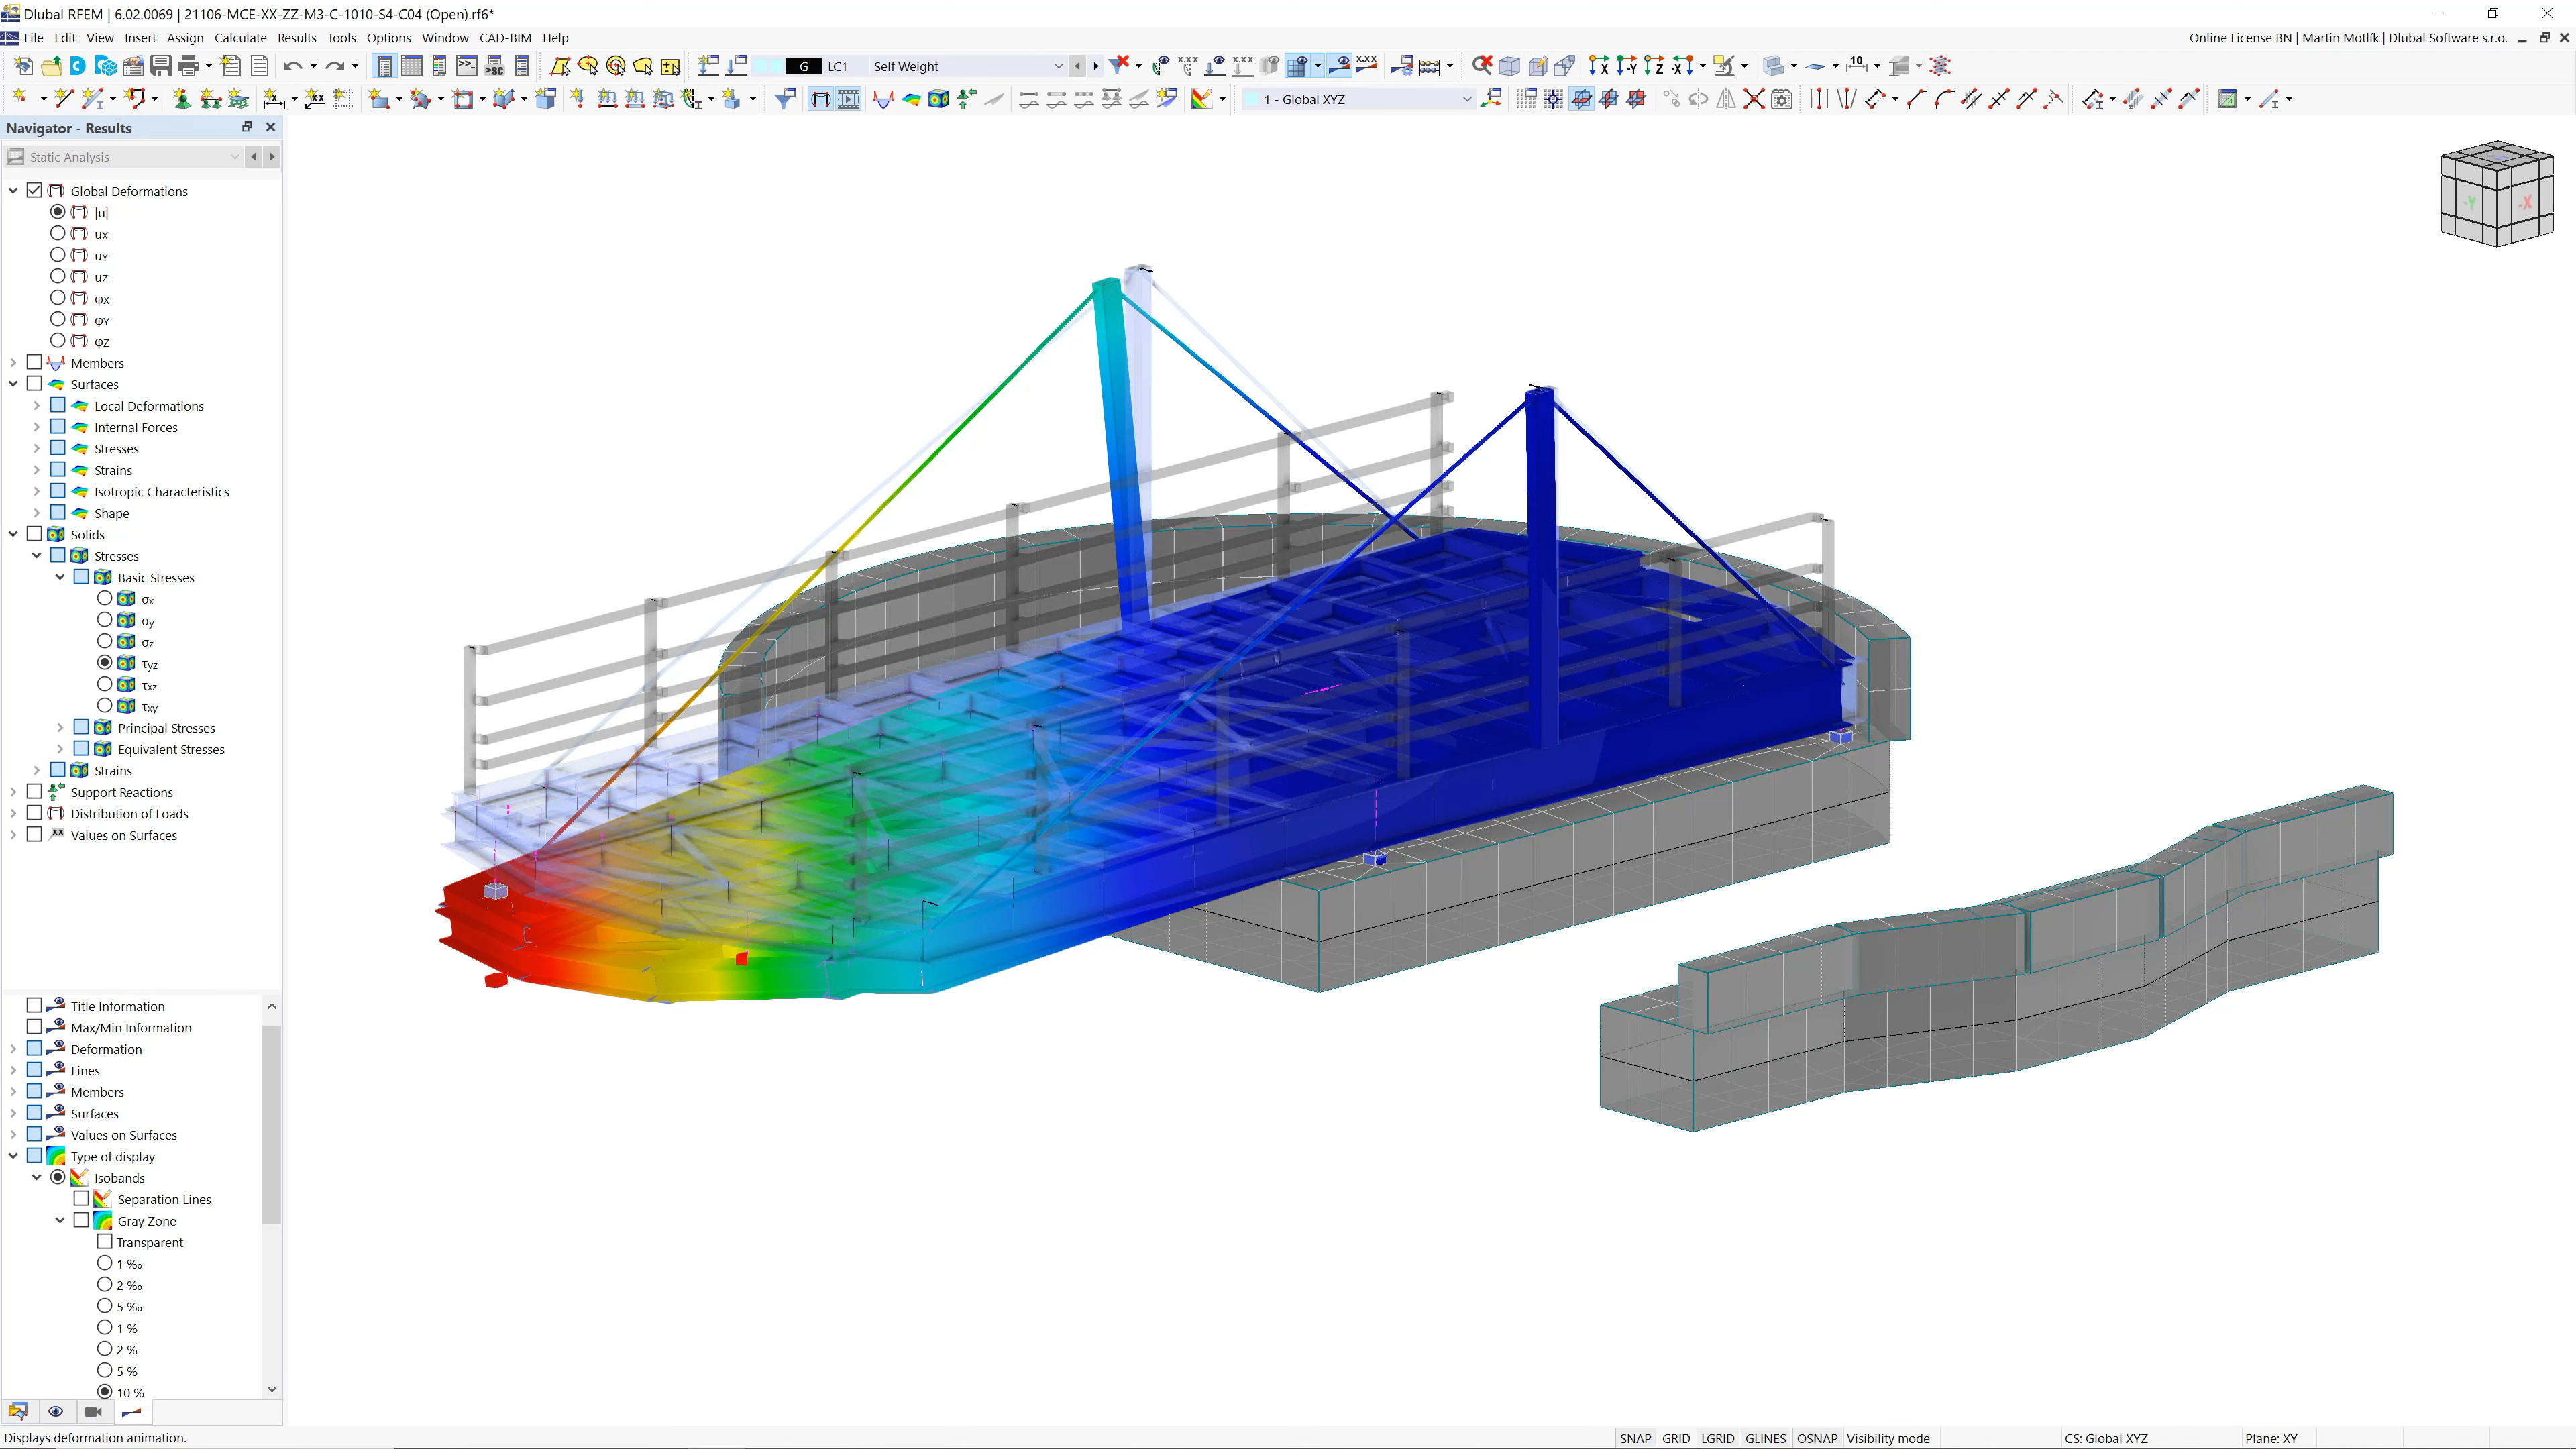 Dlubal RFEM | 6.02.0069 | 21106-MCE-XX-ZZ-M3-C-1010-S4-C04 (Open).rf6*
File Edit View Insert Assign Calculate Results Tools Options Window CAD-BIM Help
Online License BN | Martin Motlík | Dlubal Software s.r.o.
G LC1 Self Weight
1 - Global XYZ
Navigator - Results
Static Analysis
Global Deformations
|u|
ux
uY
uZ
φX
φY
φZ
Members
Surfaces
Local Deformations
Internal Forces
Stresses
Strains
Isotropic Characteristics
Shape
Solids
Stresses
Basic Stresses
σx
σy
σz
τyz
τxz
τxy
Principal Stresses
Equivalent Stresses
Strains
Support Reactions
Distribution of Loads
Values on Surfaces
Title Information
Max/Min Information
Deformation
Lines
Members
Surfaces
Values on Surfaces
Type of display
Isobands
Separation Lines
Gray Zone
Transparent
1 ‰
2 ‰
5 ‰
1 %
2 %
5 %
10 %
-Y -X
Displays deformation animation.
SNAP GRID LGRID GLINES OSNAP Visibility mode CS: Global XYZ Plane: XY